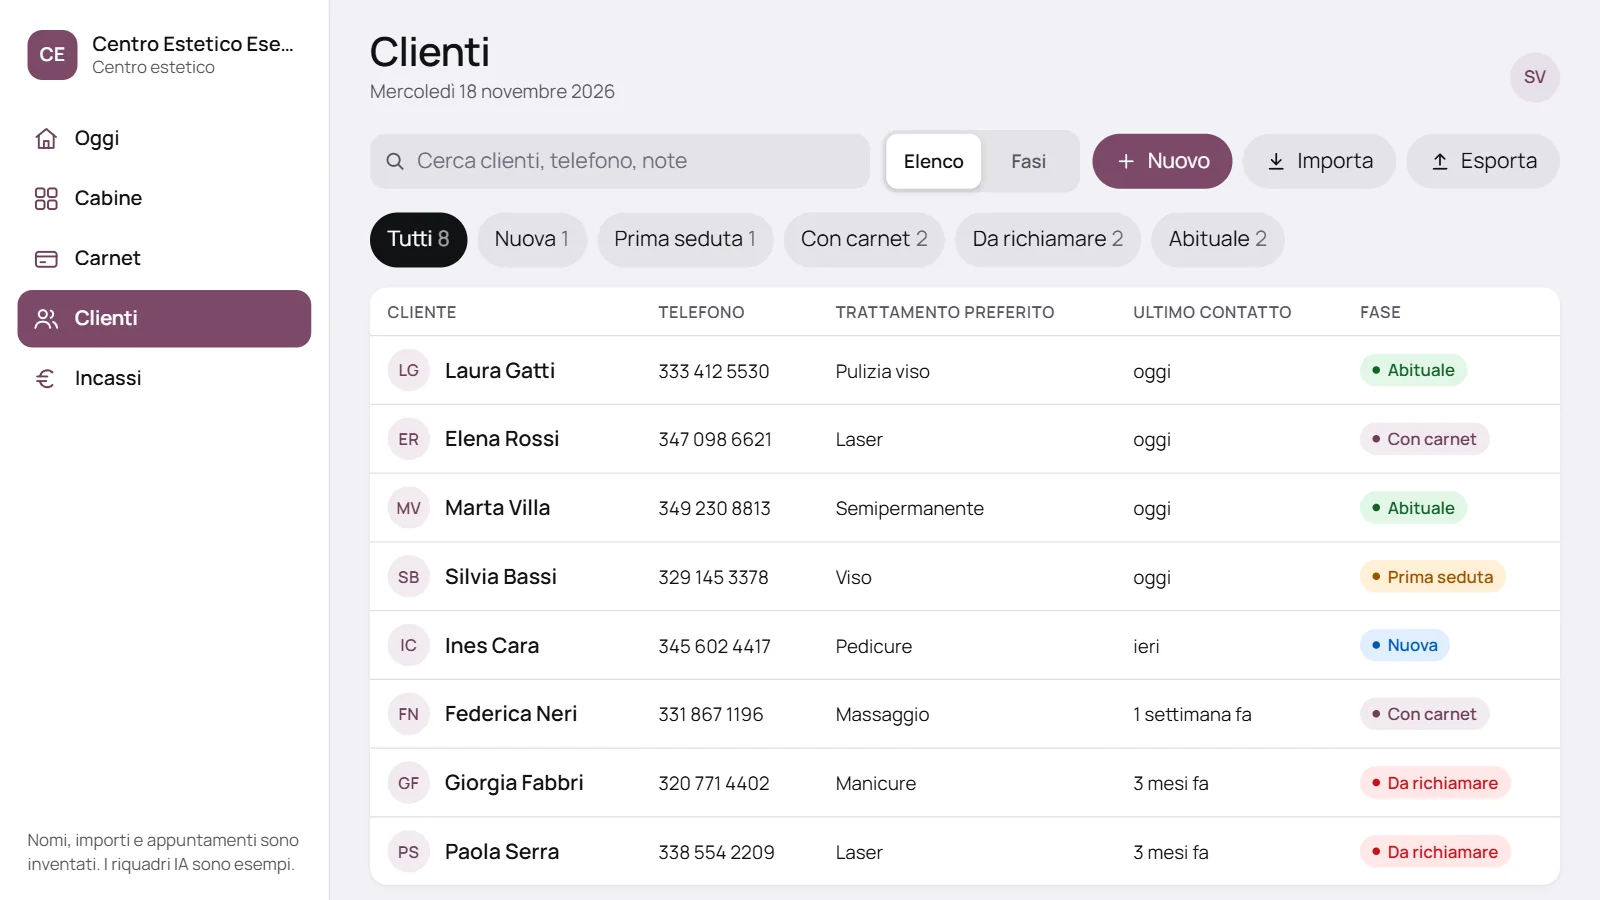 CE
Centro Estetico Ese...
Centro estetico
Oggi
Cabine
Carnet
Clienti
Incassi
Nomi, importi e appuntamenti sono
inventati. I riquadri IA sono esempi.
Clienti
Mercoledì 18 novembre 2026
SV
Cerca clienti, telefono, note
Elenco Fasi
Nuovo
Importa
Esporta
Tutti 8
Nuova 1
Prima seduta 1
Con carnet 2
Da richiamare 2
Abituale 2
CLIENTE TELEFONO TRATTAMENTO PREFERITO ULTIMO CONTATTO FASE
LG Laura Gatti 333 412 5530 Pulizia viso oggi Abituale
ER Elena Rossi 347 098 6621 Laser oggi Con carnet
MV Marta Villa 349 230 8813 Semipermanente oggi Abituale
SB Silvia Bassi 329 145 3378 Viso oggi Prima seduta
IC Ines Cara 345 602 4417 Pedicure ieri Nuova
FN Federica Neri 331 867 1196 Massaggio 1 settimana fa Con carnet
GF Giorgia Fabbri 320 771 4402 Manicure 3 mesi fa Da richiamare
PS Paola Serra 338 554 2209 Laser 3 mesi fa Da richiamare